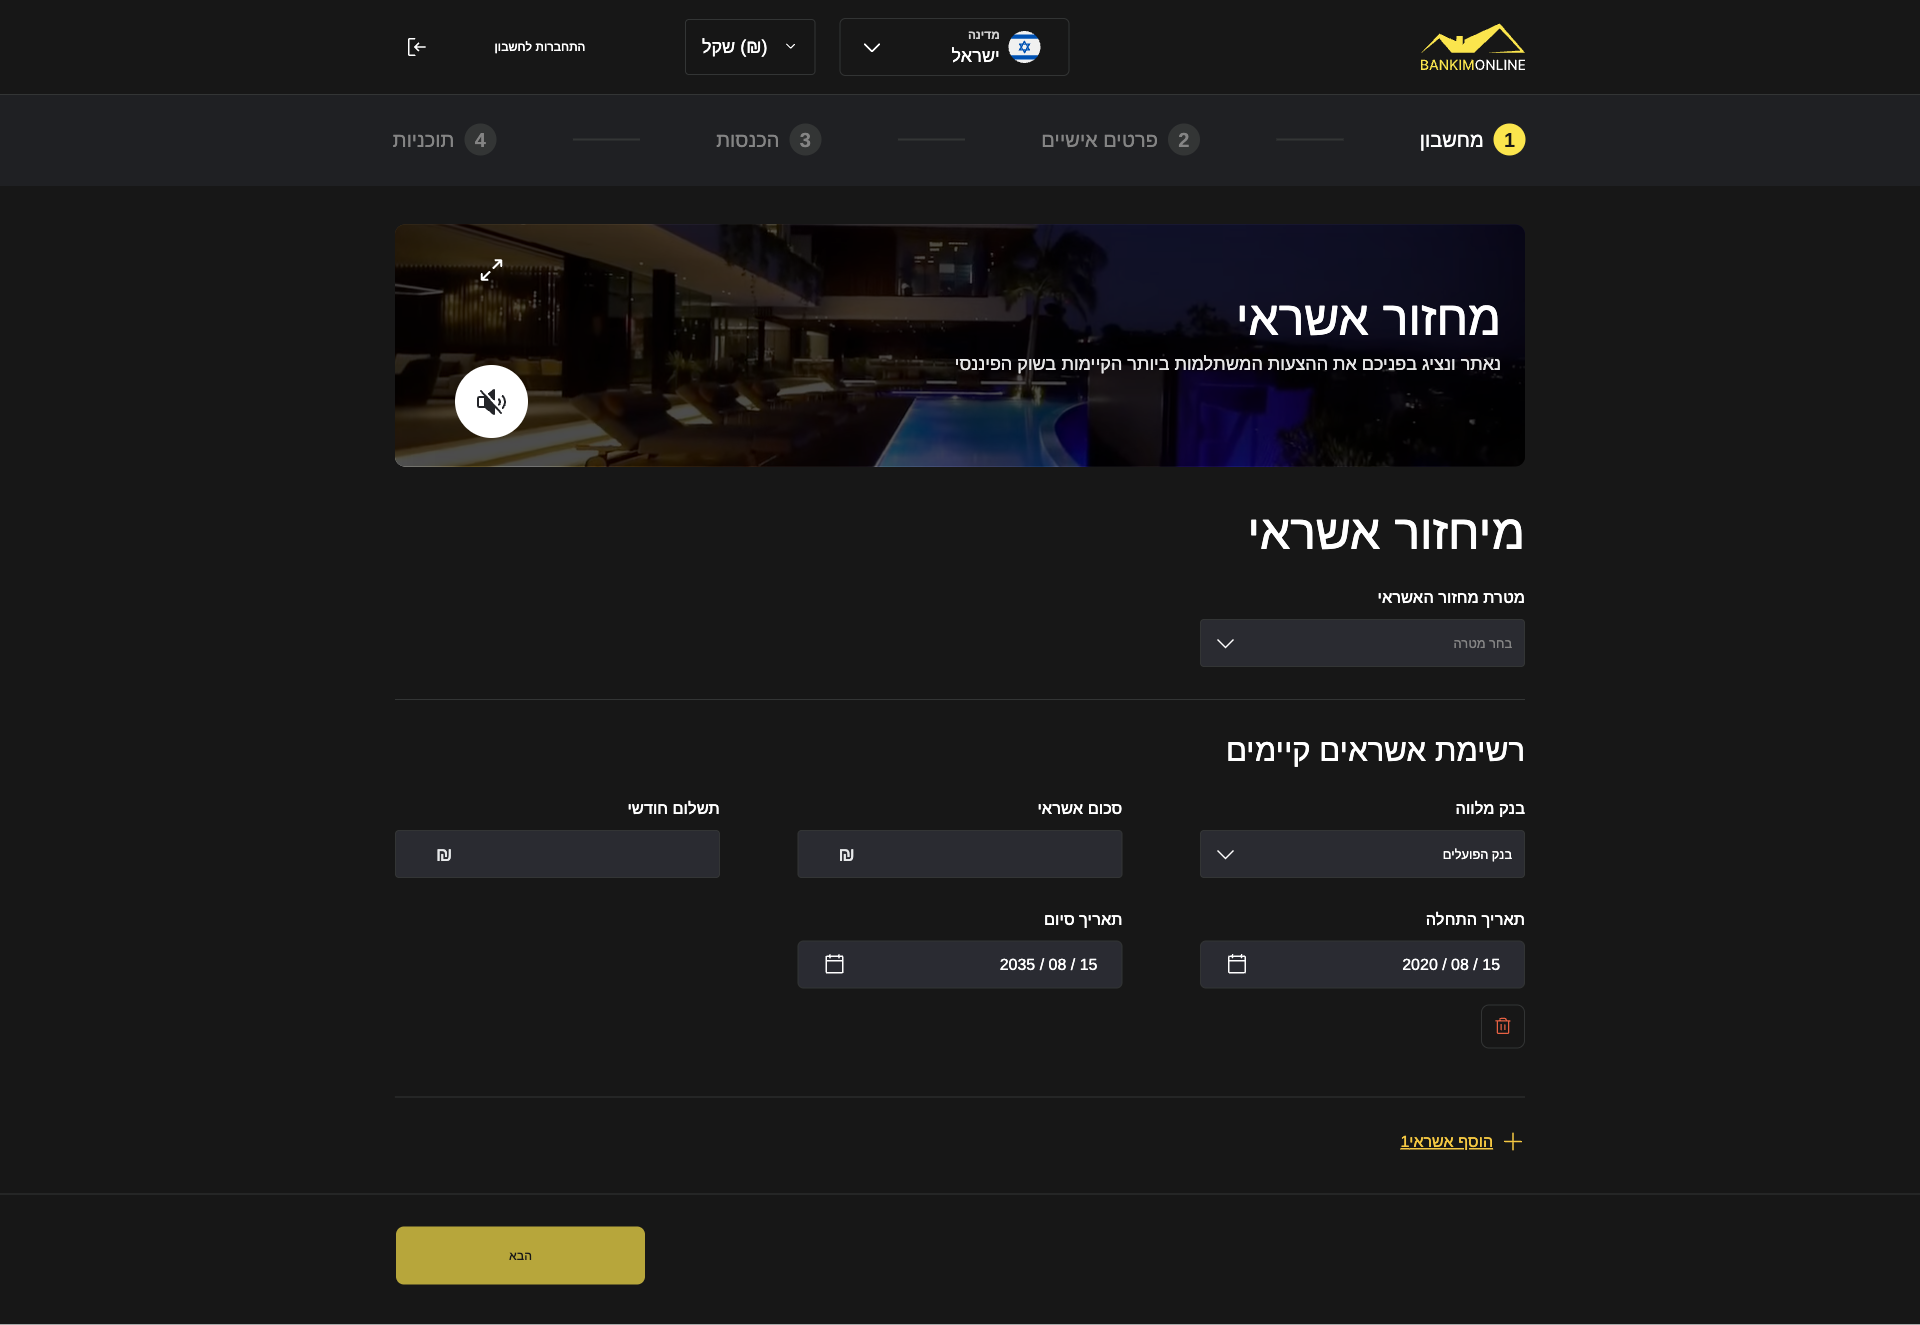 BANKIMONLINE
מדינה
ישראל
(₪) שקל
התחברות לחשבון
1 מחשבון
2 פרטים אישיים
3 הכנסות
4 תוכניות
מחזור אשראי
נאתר ונציג בפניכם את ההצעות המשתלמות ביותר הקיימות בשוק הפיננסי
מיחזור אשראי
מטרת מחזור האשראי
בחר מטרה
רשימת אשראים קיימים
בנק מלווה
סכום אשראי
תשלום חודשי
בנק הפועלים
₪
₪
תאריך התחלה
תאריך סיום
15 / 08 / 2020
15 / 08 / 2035
הוסף אשראי1
הבא